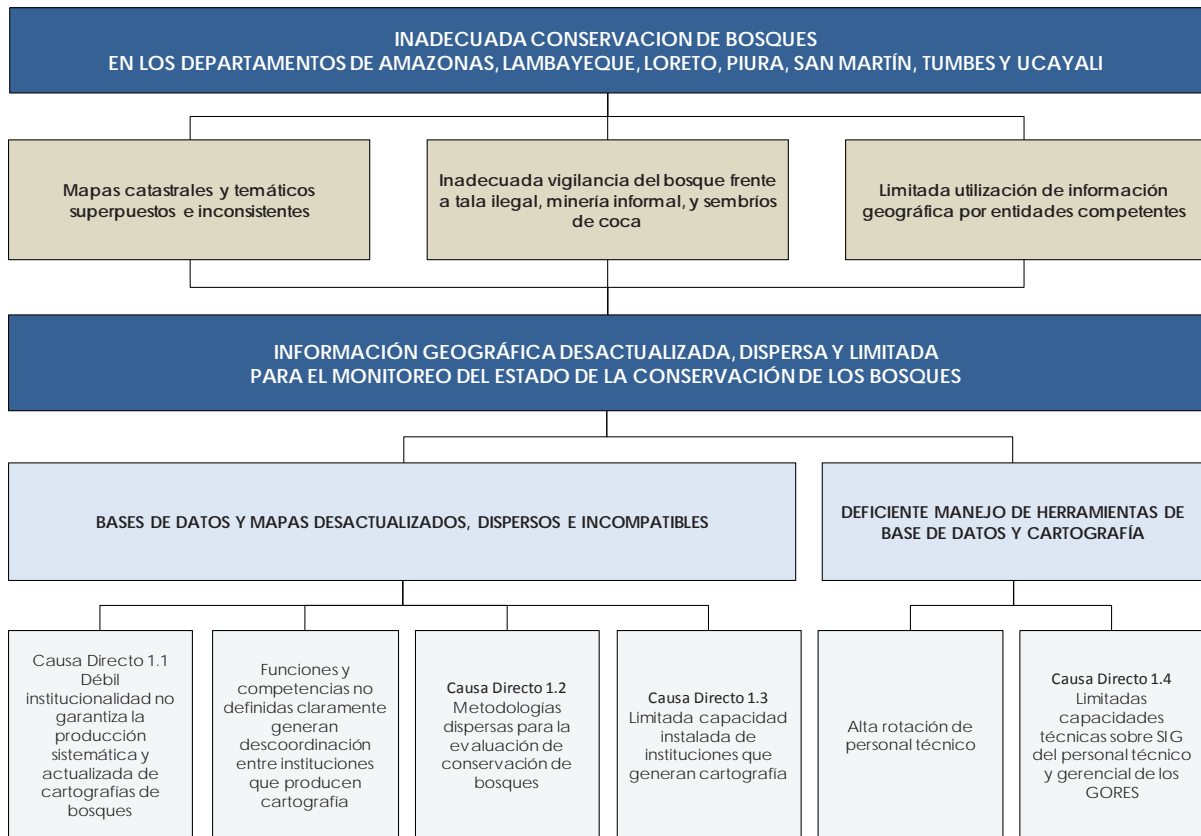 INADECUADA CONSERVACION DE BOSQUES
EN LOS DEPARTAMENTOS DE AMAZONAS, LAMBAYEQUE, LORETO, PIURA, SAN MARTÍN, TUMBES Y UCAYALI
Mapas catastrales y temáticos
superpuestos e inconsistentes
Inadecuada vigilancia del bosque frente
a tala ilegal, minería informal, y sembríos
de coca
Limitada utilización de información
geográfica por entidades competentes
INFORMACIÓN GEOGRÁFICA DESACTUALIZADA, DISPERSA Y LIMITADA
PARA EL MONITOREO DEL ESTADO DE LA CONSERVACIÓN DE LOS BOSQUES
BASES DE DATOS Y MAPAS DESACTUALIZADOS, DISPERSOS E INCOMPATIBLES
DEFICIENTE MANEJO DE HERRAMIENTAS DE
BASE DE DATOS Y CARTOGRAFÍA
Causa Directo 1.1
Débil
institucionalidad no
garantiza la
producción
sistemática y
actualizada de
cartografías de
bosques
Funciones y
competencias no
definidas claramente
generan
descoordinación
entre instituciones
que producen
cartografía
Causa Directo 1.2
Metodologías
dispersas para la
evaluación de
conservación de
bosques
Causa Directo 1.3
Limitada capacidad
instalada de
instituciones que
generan cartografía
Alta rotación de
personal técnico
Causa Directo 1.4
Limitadas
capacidades
técnicas sobre SIG
del personal técnico
y gerencial de los
GORES